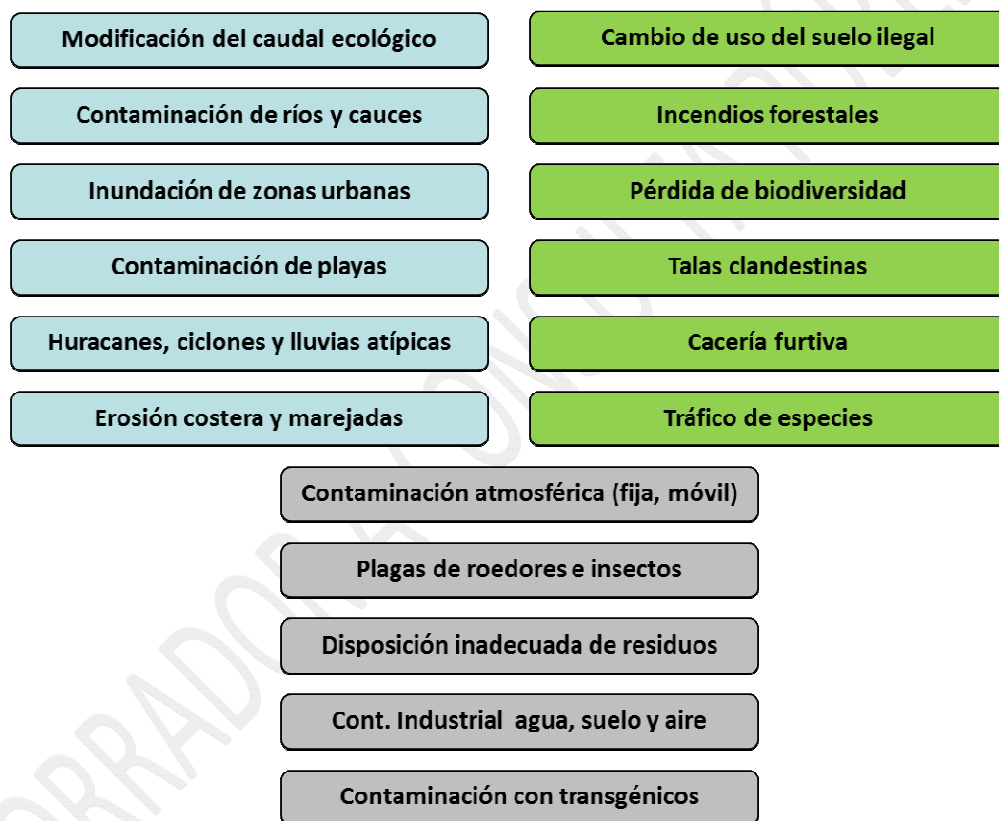 Modificación del caudal ecológico
Contaminación de ríos y cauces
Inundación de zonas urbanas
Contaminación de playas
Huracanes, ciclones y lluvias atípicas
Erosión costera y marejadas
Cambio de uso del suelo ilegal
Incendios forestales
Pérdida de biodiversidad
Talas clandestinas
Cacería furtiva
Tráfico de especies
Contaminación atmosférica (fija, móvil)
Plagas de roedores e insectos
Disposición inadecuada de residuos
Cont. Industrial agua, suelo y aire
Contaminación con transgénicos